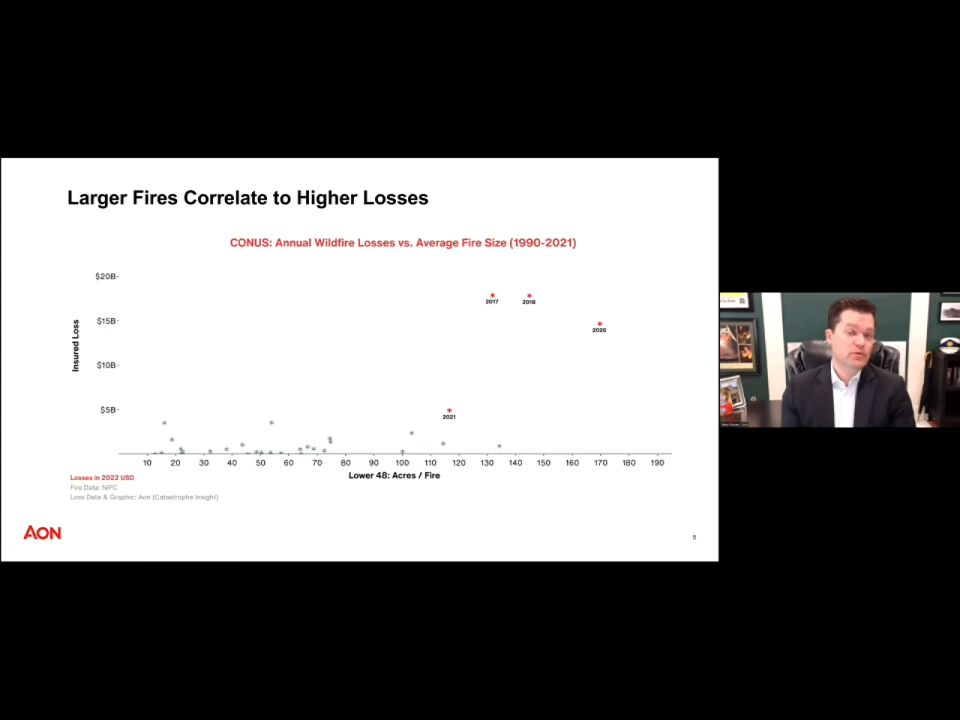 Larger Fires Correlate to Higher Losses
CONUS: Annual Wildfire Losses vs. Average Fire Size (1990-2021)
$20B
2017
2018
$15B
2020
Insured Loss
$10B
$5B
2021
10 20 30 40 50 60 70 80 90 100 110 120 130 140 150 160 170 180 190
Lower 48: Acres / Fire
Losses in 2022 USD
Fire Data: NIFC
Loss Data & Graphic: Aon (Catastrophe Insight)
AON
5